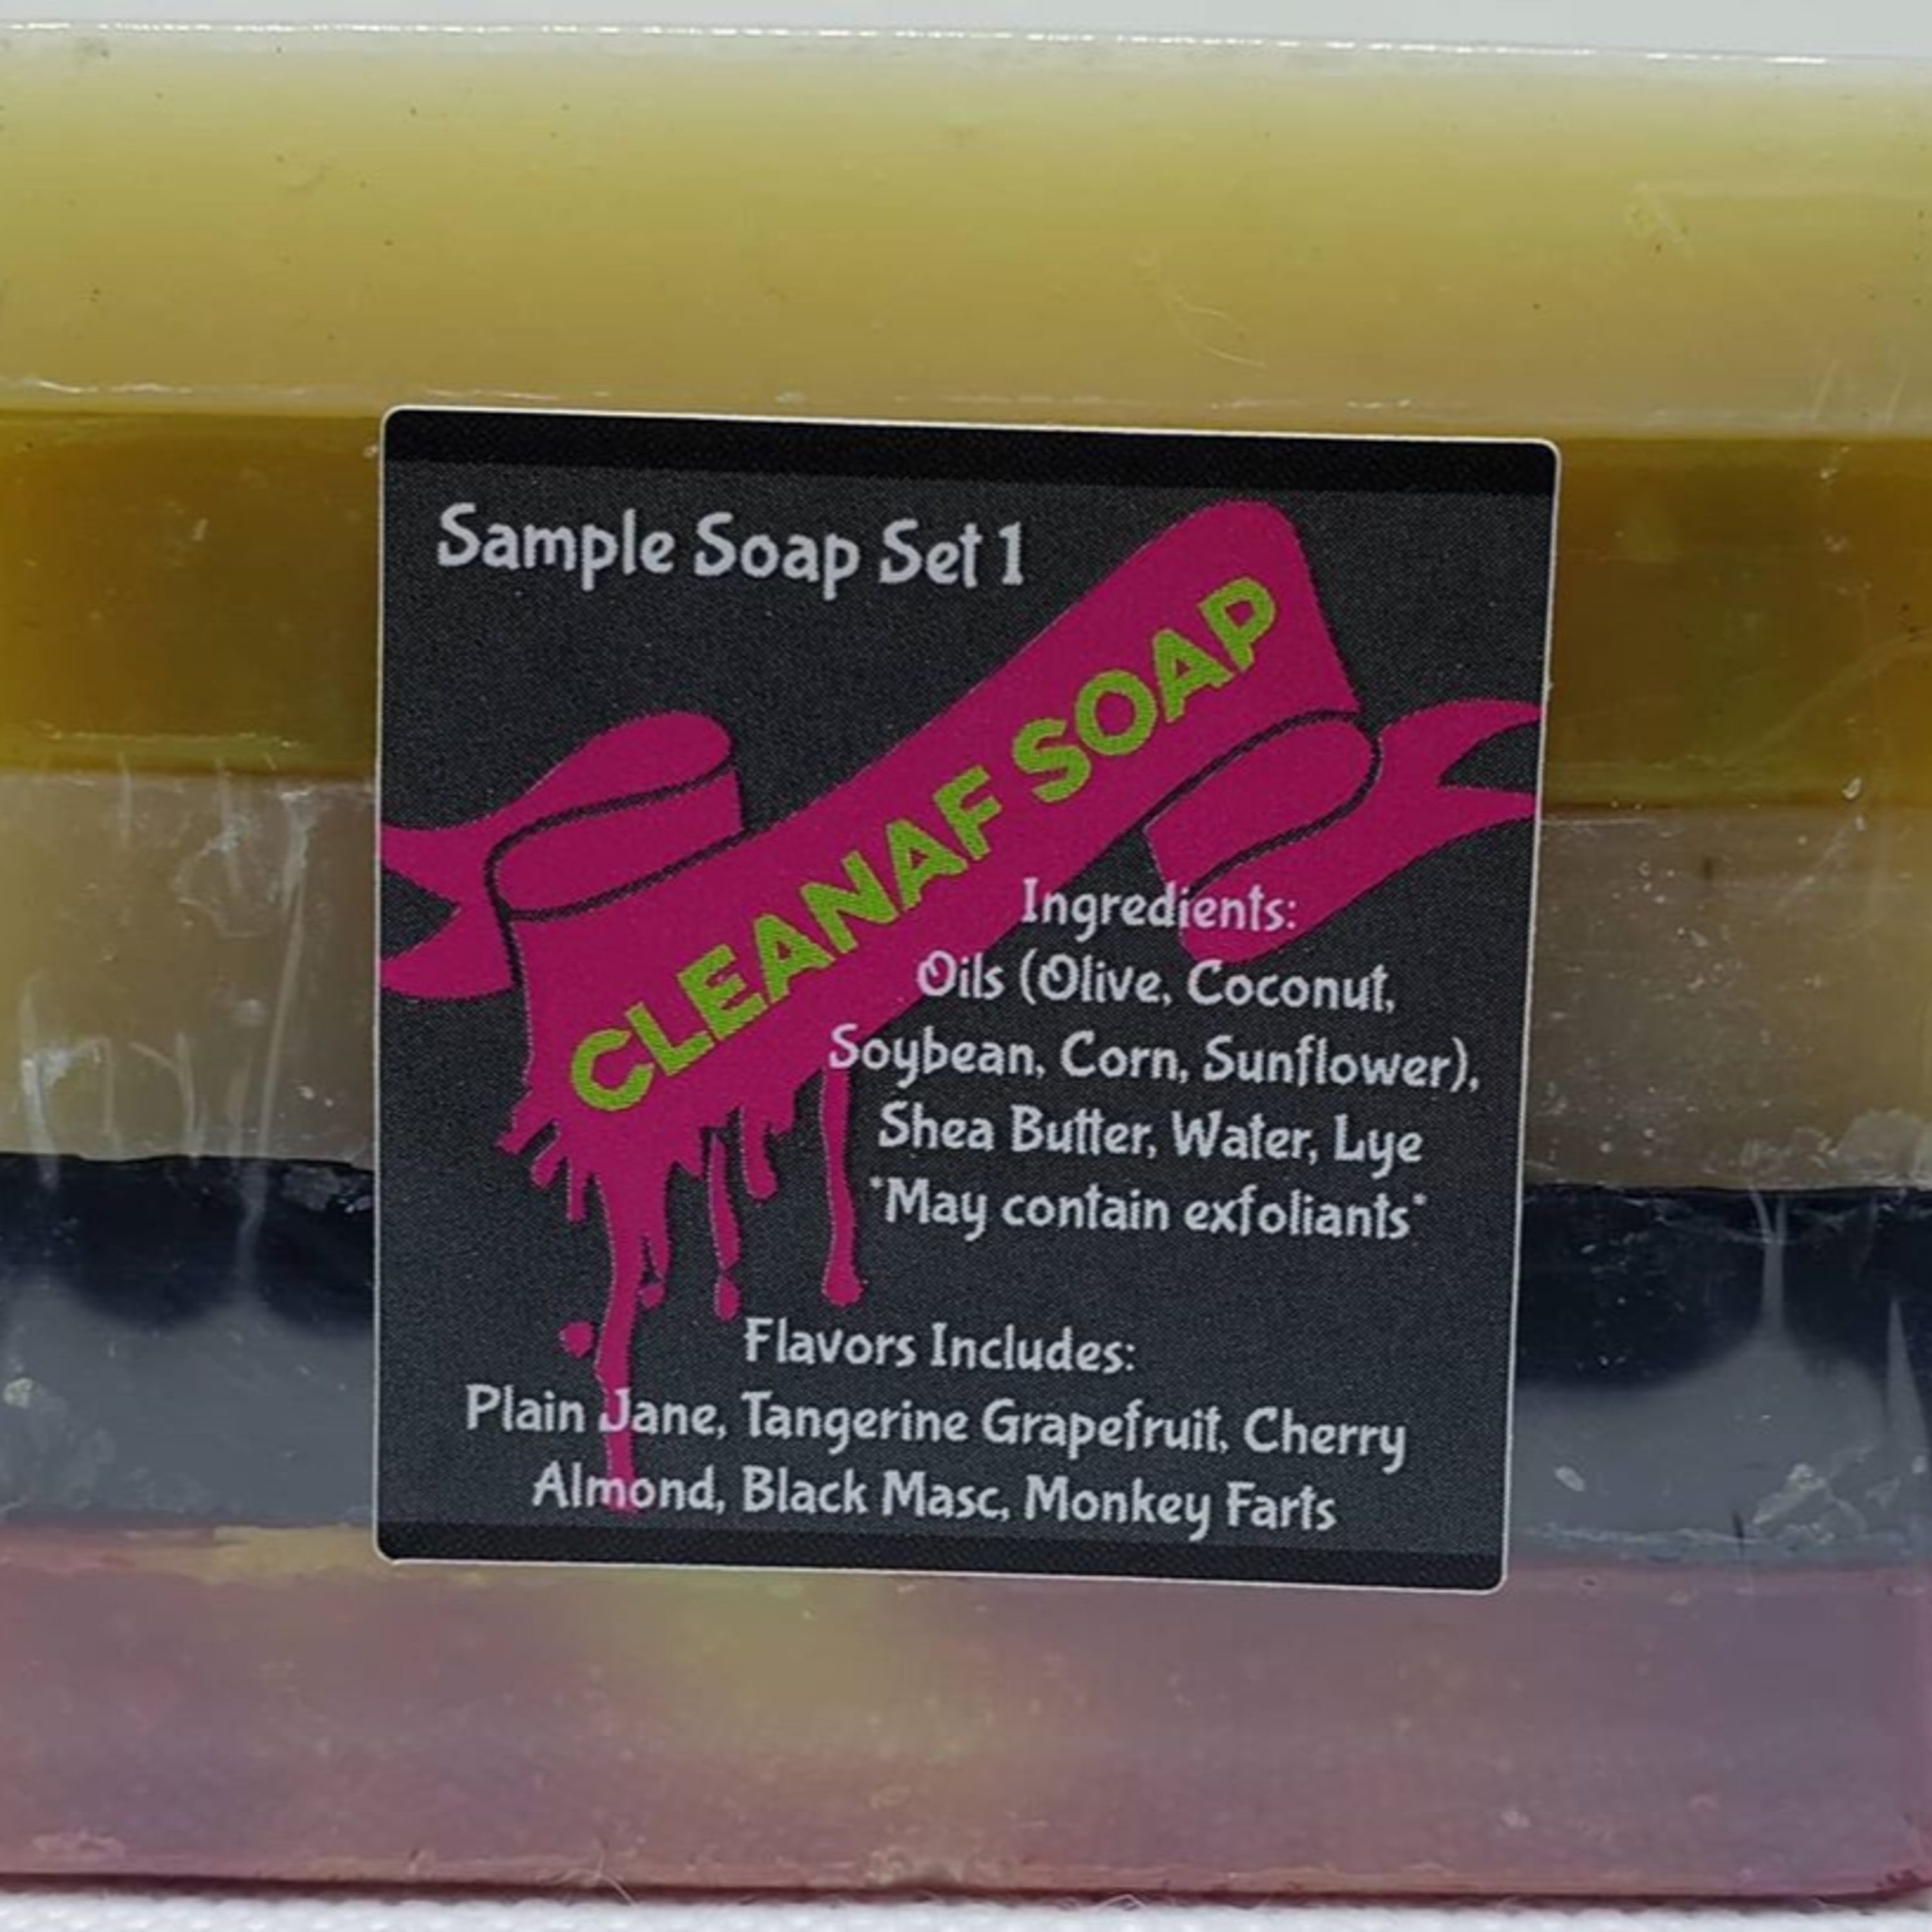 Sample Soap Set 1
CLEANAF SOAP
Ingredients:
Oils (Olive, Coconut,
Soybean, Corn, Sunflower),
Shea Butter, Water, Lye
*May contain exfoliants*
Flavors Includes:
Plain Jane, Tangerine Grapefruit, Cherry
Almond, Black Masc, Monkey Farts